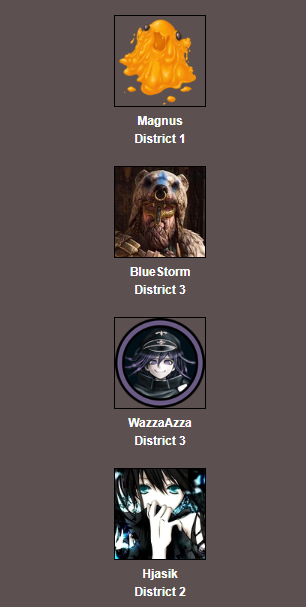 Magnus
District 1
BlueStorm
District 3
WazzaAzza
District 3
Hjasik
District 2